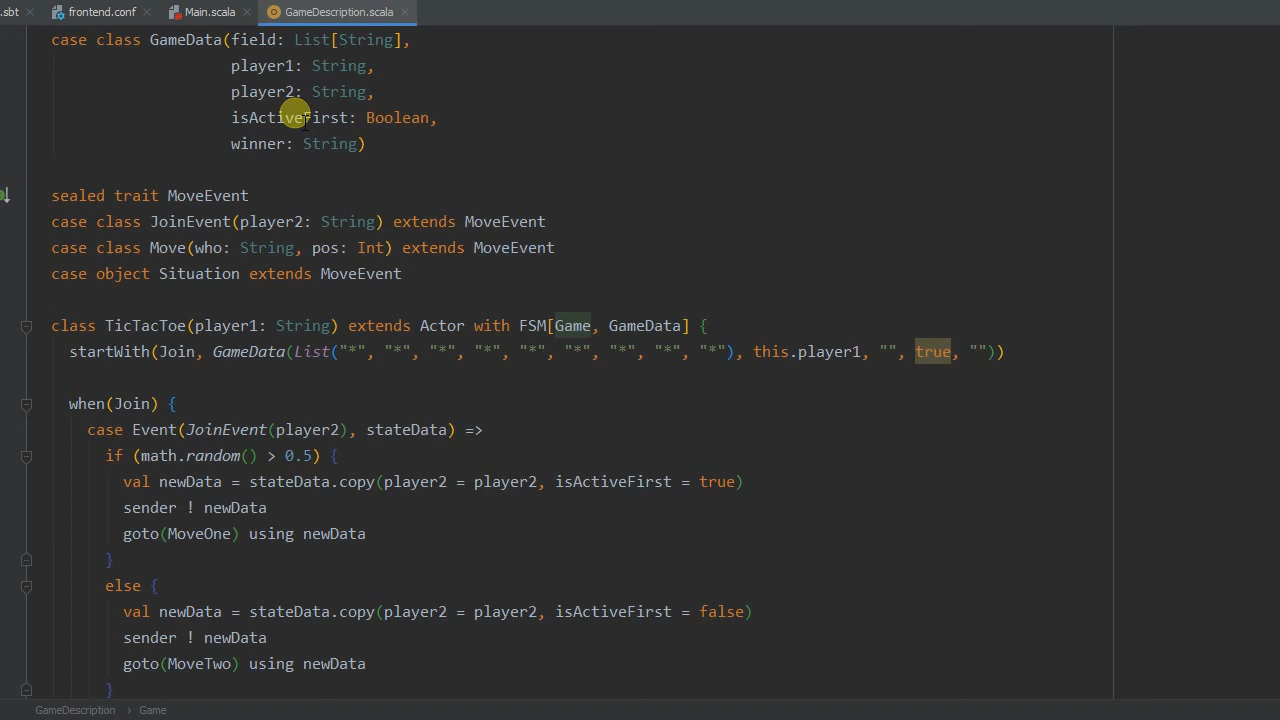 .sbt frontend.conf Main.scala GameDescription.scala
case class GameData(field: List[String],
player1: String,
player2: String,
isActiveFirst: Boolean,
winner: String)
sealed trait MoveEvent
case class JoinEvent(player2: String) extends MoveEvent
case class Move(who: String, pos: Int) extends MoveEvent
case object Situation extends MoveEvent
class TicTacToe(player1: String) extends Actor with FSM[Game, GameData] {
startWith(Join, GameData(List("*", "*", "*", "*", "*", "*", "*", "*", "*"), this.player1, "", true, ""))
when(Join) {
case Event(JoinEvent(player2), stateData) =>
if (math.random() > 0.5) {
val newData = stateData.copy(player2 = player2, isActiveFirst = true)
sender ! newData
goto(MoveOne) using newData
}
else {
val newData = stateData.copy(player2 = player2, isActiveFirst = false)
sender ! newData
goto(MoveTwo) using newData
}
GameDescription › Game